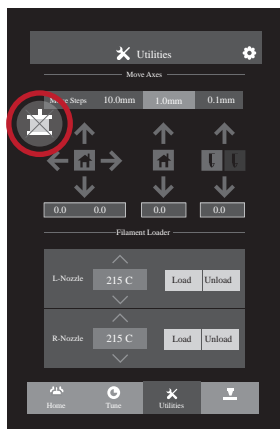 Utilities
Move Axes
Move Steps 10.0mm 1.0mm 0.1mm
0.0 0.0 0.0 0.0
Filament Loader
L-Nozzle 215 C Load Unload
R-Nozzle 215 C Load Unload
Home Tune Utilities